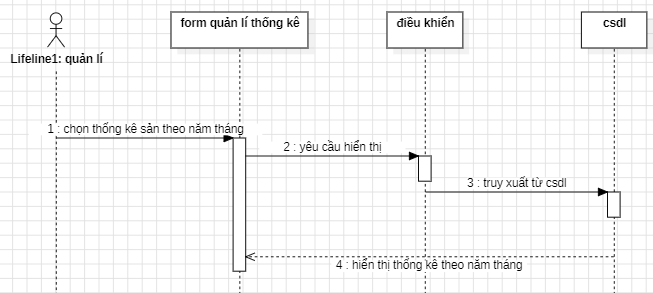 form quản lí thống kê
điều khiển
csdl
Lifeline1: quản lí
1 : chọn thống kê sản theo năm tháng
2 : yêu cầu hiển thị
3 : truy xuất từ csdl
4 : hiển thị thống kê theo năm tháng